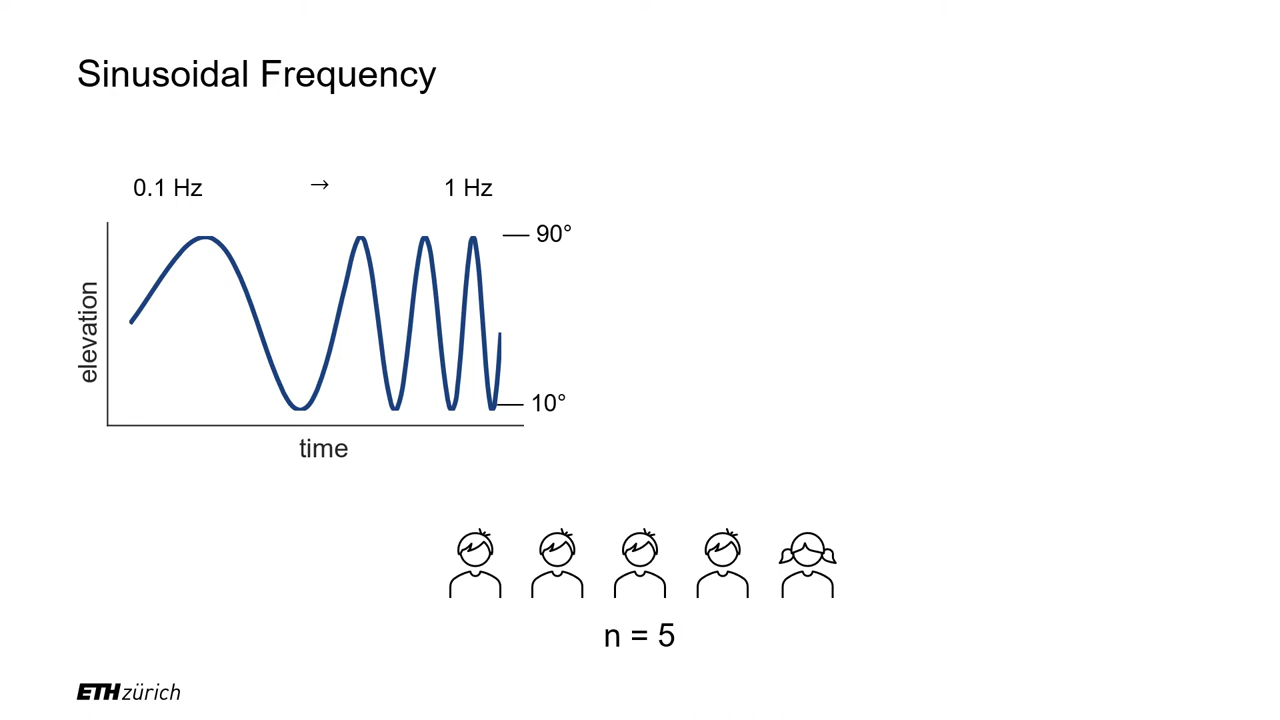 Sinusoidal Frequency
0.1 Hz → 1 Hz
90°
elevation
10°
time
n = 5
ETH zürich